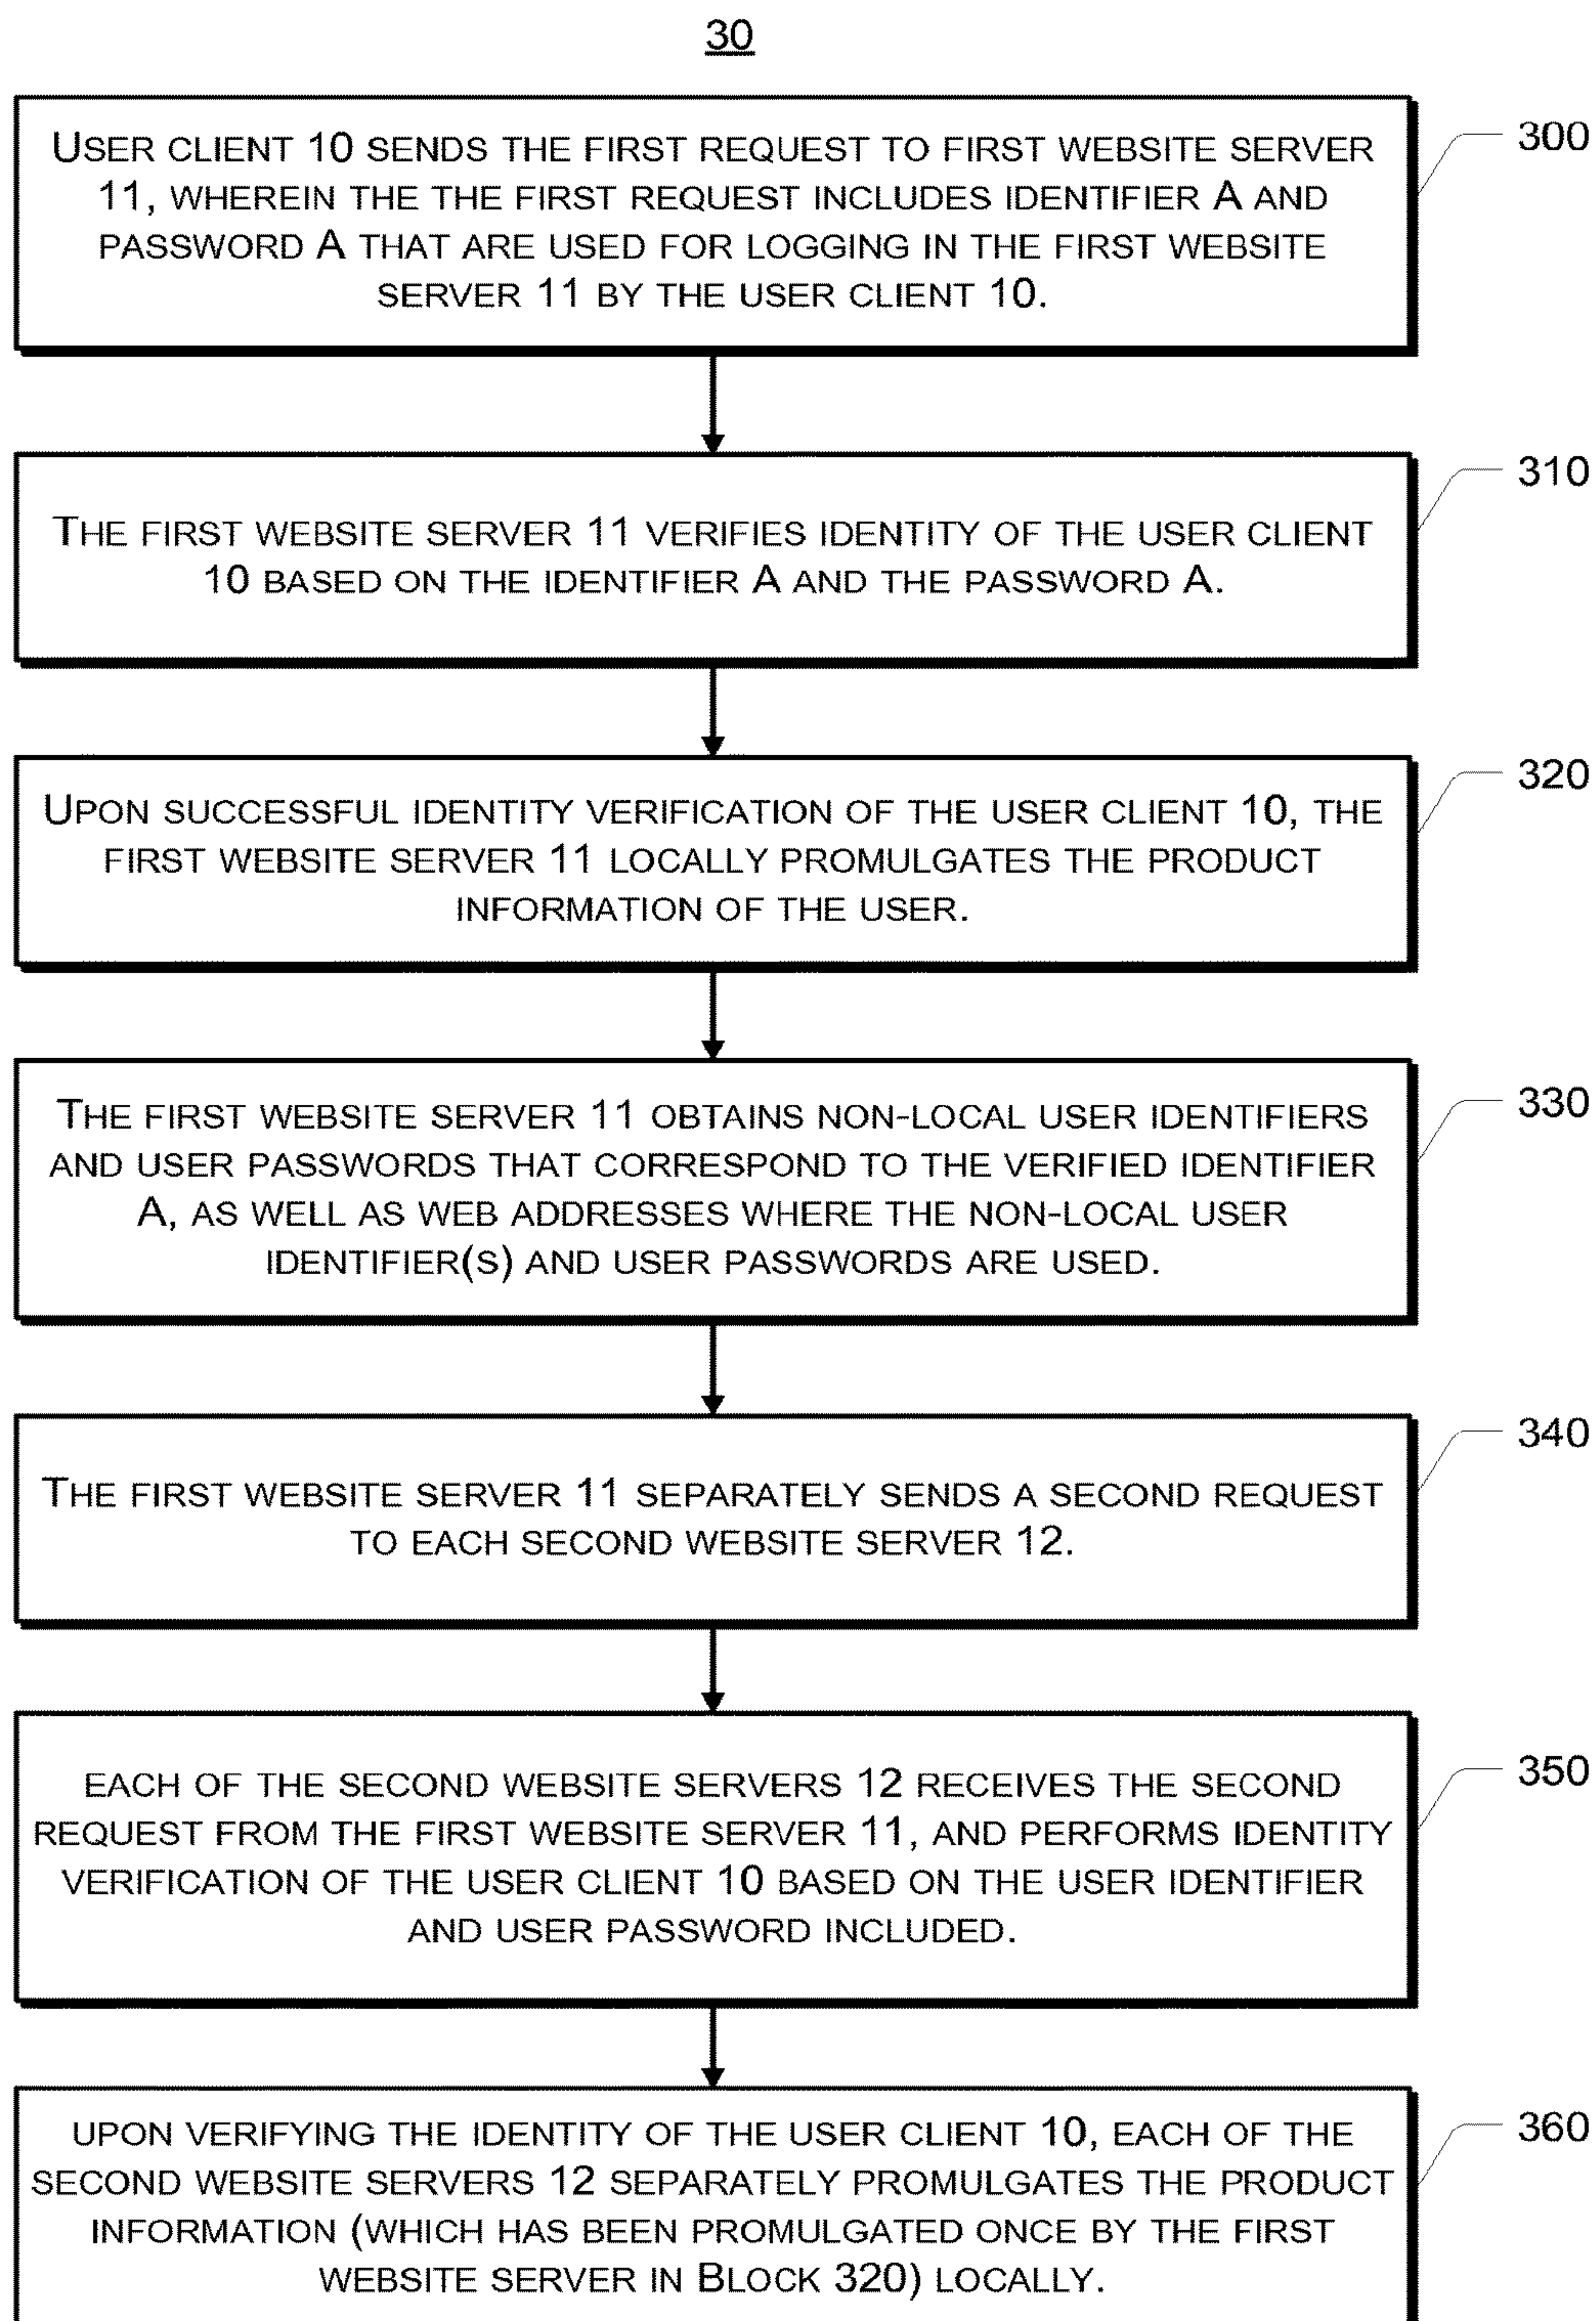 30
USER CLIENT 10 SENDS THE FIRST REQUEST TO FIRST WEBSITE SERVER
11, WHEREIN THE THE FIRST REQUEST INCLUDES IDENTIFIER A AND
PASSWORD A THAT ARE USED FOR LOGGING IN THE FIRST WEBSITE
SERVER 11 BY THE USER CLIENT 10.
300
THE FIRST WEBSITE SERVER 11 VERIFIES IDENTITY OF THE USER CLIENT
10 BASED ON THE IDENTIFIER A AND THE PASSWORD A.
310
UPON SUCCESSFUL IDENTITY VERIFICATION OF THE USER CLIENT 10, THE
FIRST WEBSITE SERVER 11 LOCALLY PROMULGATES THE PRODUCT
INFORMATION OF THE USER.
320
THE FIRST WEBSITE SERVER 11 OBTAINS NON-LOCAL USER IDENTIFIERS
AND USER PASSWORDS THAT CORRESPOND TO THE VERIFIED IDENTIFIER
A, AS WELL AS WEB ADDRESSES WHERE THE NON-LOCAL USER
IDENTIFIER(S) AND USER PASSWORDS ARE USED.
330
THE FIRST WEBSITE SERVER 11 SEPARATELY SENDS A SECOND REQUEST
TO EACH SECOND WEBSITE SERVER 12.
340
EACH OF THE SECOND WEBSITE SERVERS 12 RECEIVES THE SECOND
REQUEST FROM THE FIRST WEBSITE SERVER 11, AND PERFORMS IDENTITY
VERIFICATION OF THE USER CLIENT 10 BASED ON THE USER IDENTIFIER
AND USER PASSWORD INCLUDED.
350
UPON VERIFYING THE IDENTITY OF THE USER CLIENT 10, EACH OF THE
SECOND WEBSITE SERVERS 12 SEPARATELY PROMULGATES THE PRODUCT
INFORMATION (WHICH HAS BEEN PROMULGATED ONCE BY THE FIRST
WEBSITE SERVER IN BLOCK 320) LOCALLY.
360